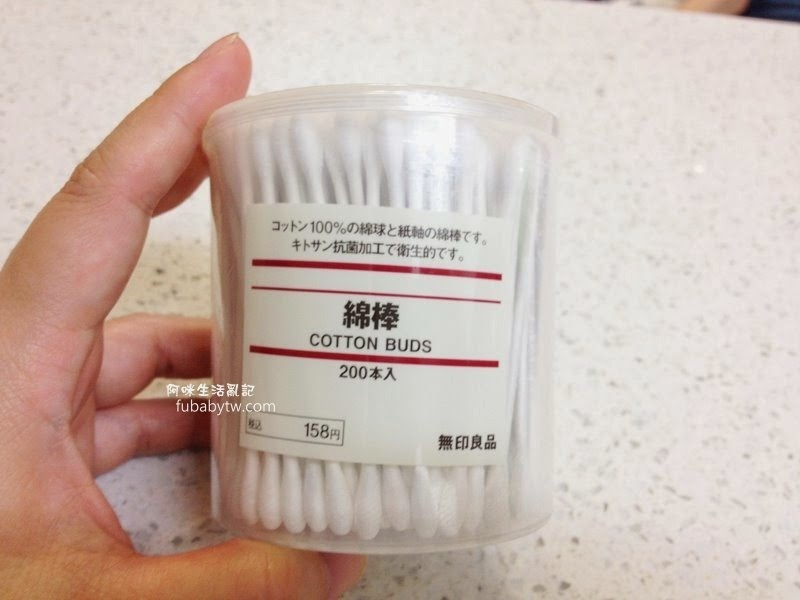 コットン100%の綿球と紙軸の綿棒です。
キトサン抗菌加工で衛生的です。
綿棒
COTTON BUDS
200本入
阿咪生活亂記
fubabytw.com
税込 158円
無印良品